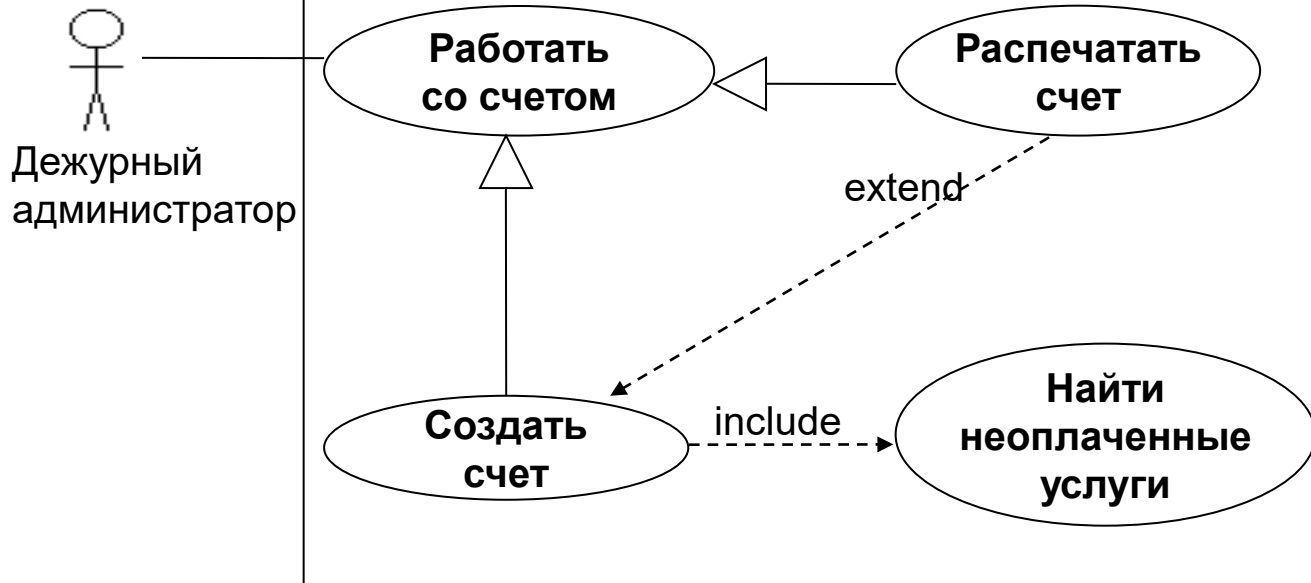 Работать
со счетом
Распечатать
счет
Дежурный
администратор
extend
Создать
счет
include
Найти
неоплаченные
услуги